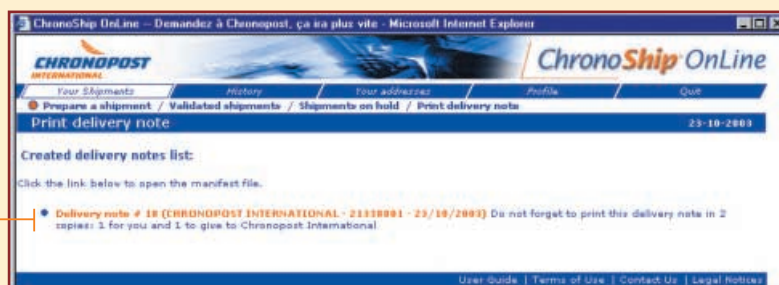 ChronoShip OnLine -- Demandez à Chronopost, ça ira plus vite - Microsoft Internet Explorer
CHRONOPOST
INTERNATIONAL
ChronoShip OnLine
Your Shipments / History / Your addresses / Profile / Quit
Prepare a shipment / Validated shipments / Shipments on hold / Print delivery note
Print delivery note 23-10-2003
Created delivery notes list:
Click the link below to open the manifest file.
Delivery note # 18 (CHRONOPOST INTERNATIONAL - 21338001 - 23/10/2003) Do not forget to print this delivery note in 2
copies: 1 for you and 1 to give to Chronopost International
User Guide | Terms of Use | Contact Us | Legal Notices